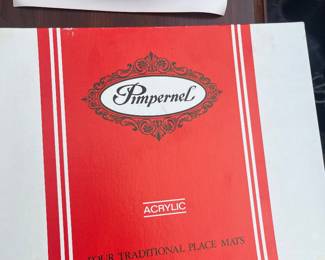 Pimpernel
ACRYLIC
FOUR TRADITIONAL PLACE MATS